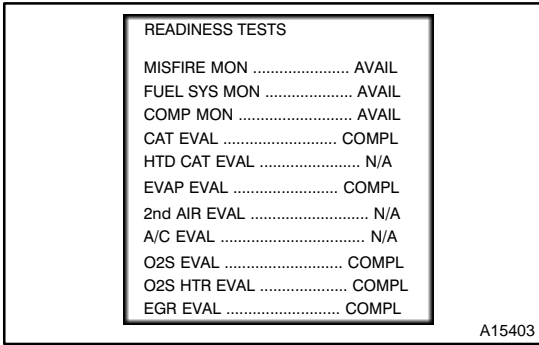 READINESS TESTS
MISFIRE MON ...................... AVAIL
FUEL SYS MON .................... AVAIL
COMP MON .......................... AVAIL
CAT EVAL .......................... COMPL
HTD CAT EVAL ....................... N/A
EVAP EVAL ........................ COMPL
2nd AIR EVAL ........................... N/A
A/C EVAL ................................. N/A
O2S EVAL ........................... COMPL
O2S HTR EVAL .................... COMPL
EGR EVAL .......................... COMPL
A15403